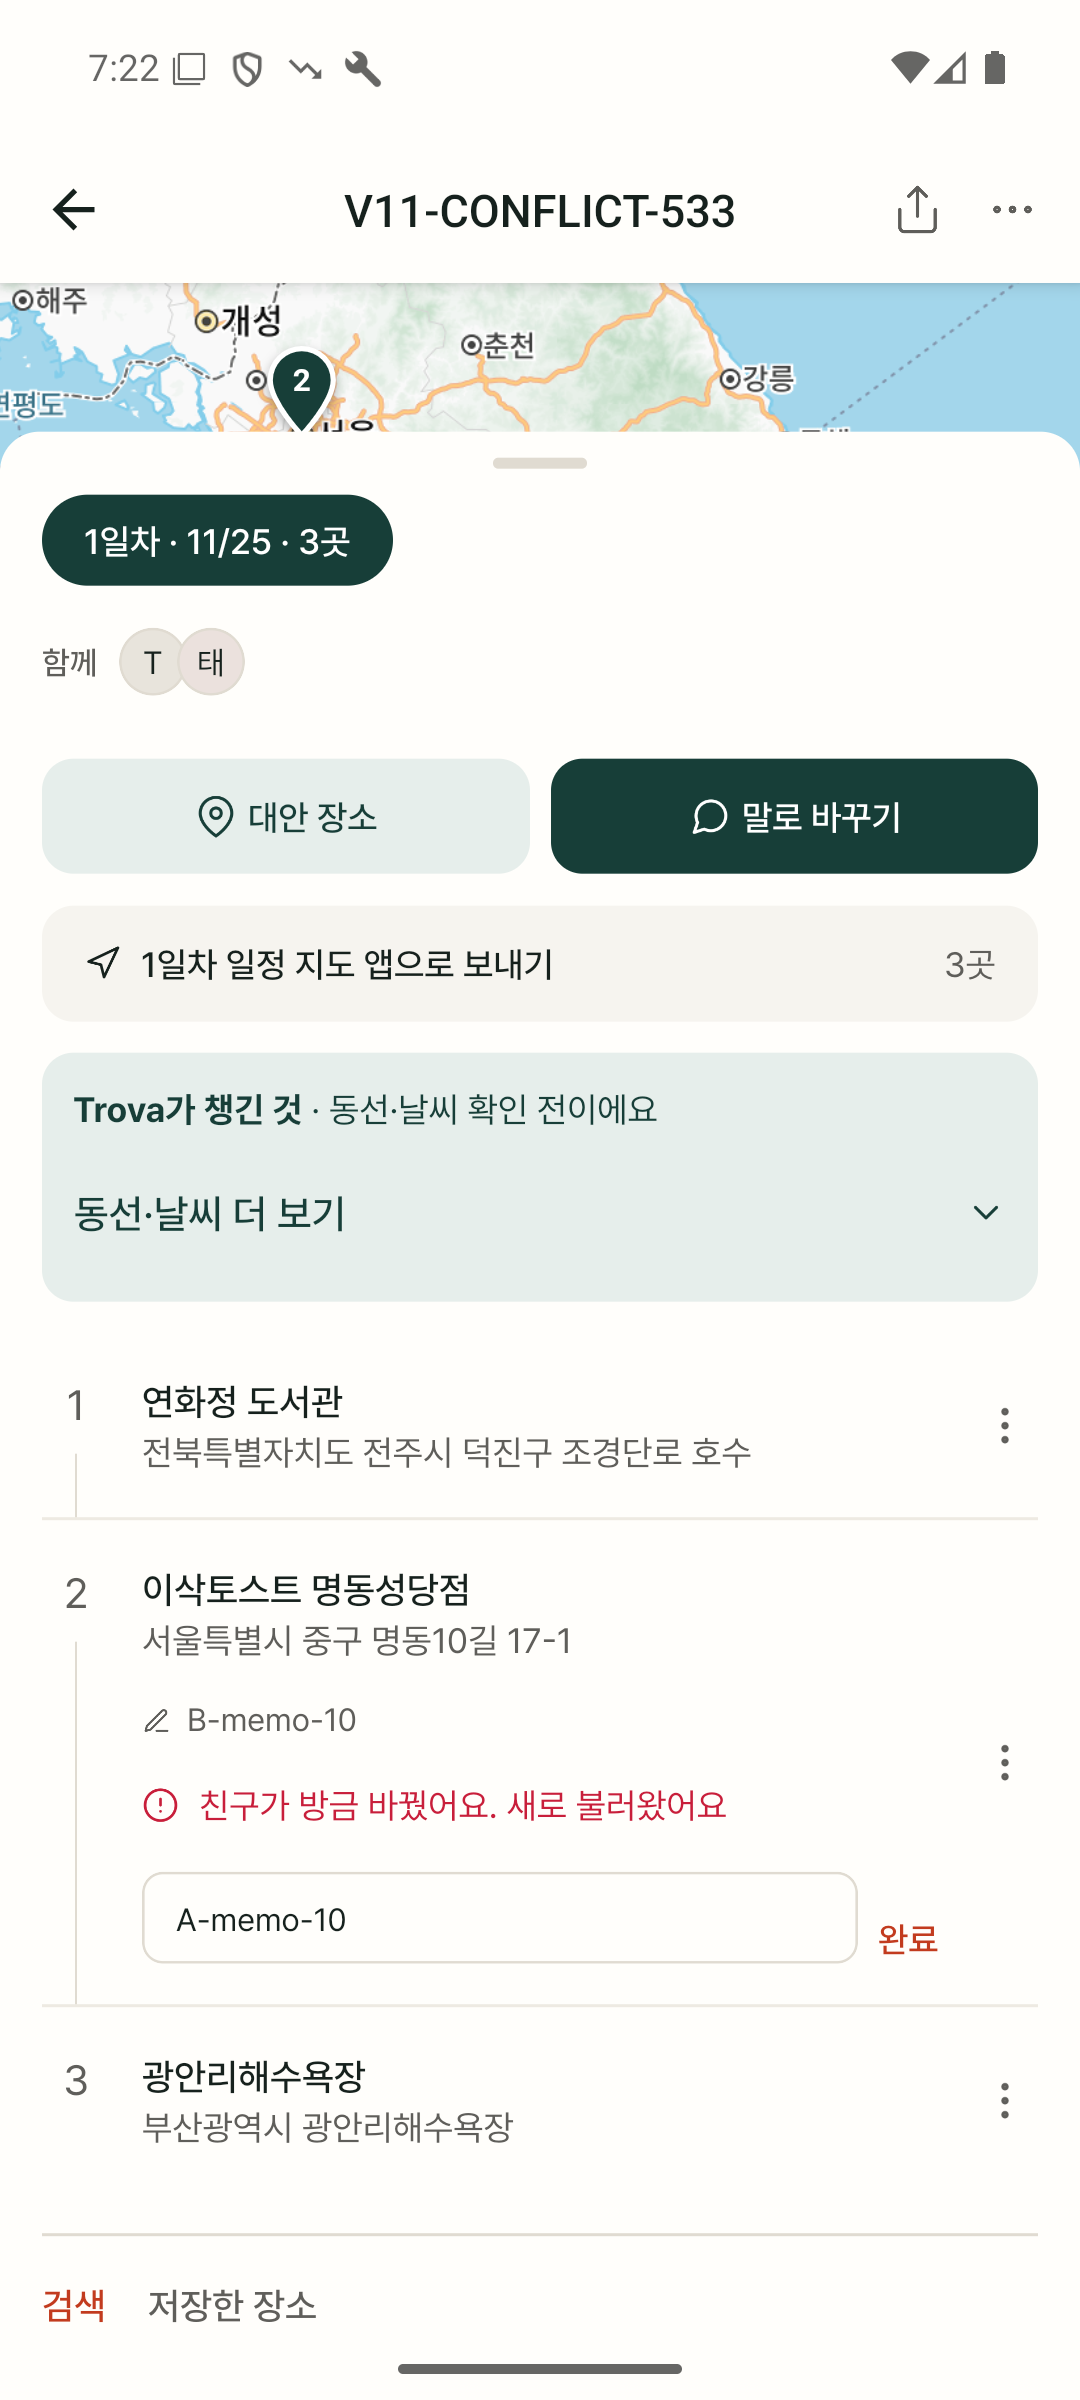 7:22
V11-CONFLICT-533
해주
개성
춘천
강릉
연평도
2
1일차 · 11/25 · 3곳
함께 T 태
대안 장소
말로 바꾸기
1일차 일정 지도 앱으로 보내기 3곳
Trova가 챙긴 것 · 동선·날씨 확인 전이에요
동선·날씨 더 보기
1 연화정 도서관
전북특별자치도 전주시 덕진구 조경단로 호수
2 이삭토스트 명동성당점
서울특별시 중구 명동10길 17-1
B-memo-10
친구가 방금 바꿨어요. 새로 불러왔어요
A-memo-10
완료
3 광안리해수욕장
부산광역시 광안리해수욕장
검색 저장한 장소